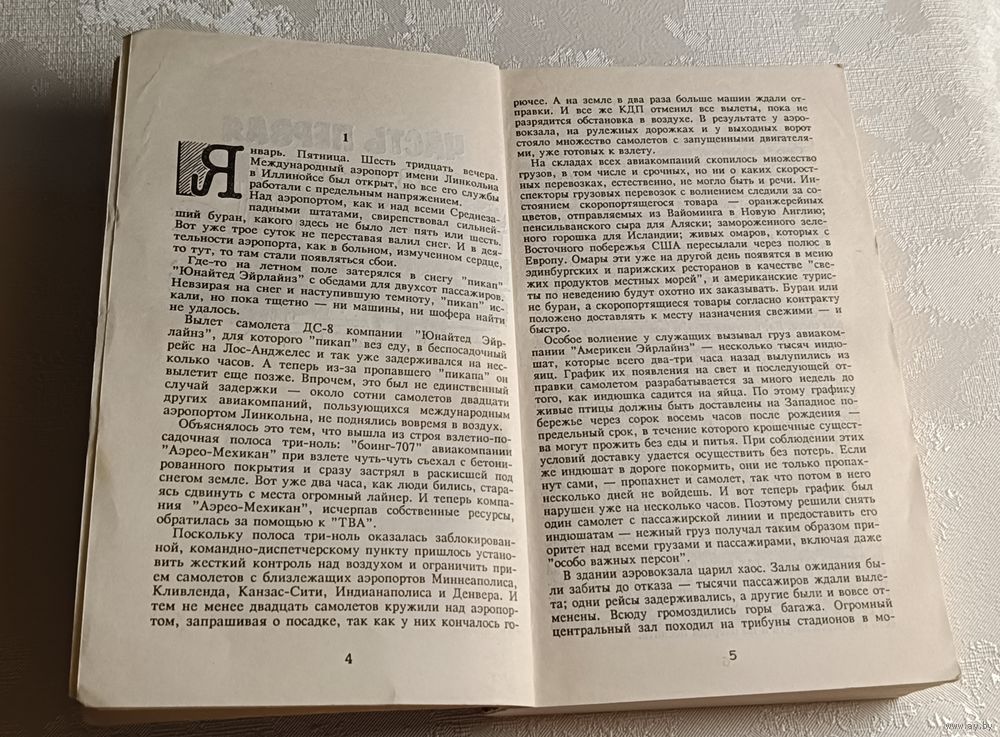 1
Январь. Пятница. Шесть тридцать вечера.
Международный аэропорт имени Линкольна
в Иллинойсе был открыт, но все его службы
работали с предельным напряжением.
Над аэропортом, как и над всеми Среднеза-
падными штатами, свирепствовал сильней-
ший буран, какого здесь не было лет пять или шесть.
Вот уже трое суток не переставая валил снег. И в дея-
тельности аэропорта, как в больном, измученном сердце,
то тут, то там стали появляться сбои.
Где-то на летном поле затерялся в снегу "пикап"
"Юнайтед Эйрлайнз" с обедами для двухсот пассажиров.
Невзирая на снег и наступившую темноту, "пикап" ис-
кали, но пока тщетно — ни машины, ни шофера найти
не удалось.
Вылет самолета ДС-8 компании "Юнайтед Эйр-
лайнз", для которого "пикап" вез еду, в беспосадочный
рейс на Лос-Анджелес и так уже задерживался на нес-
колько часов. А теперь из-за пропавшего "пикапа" он
вылетит еще позже. Впрочем, это был не единственный
случай задержки — около сотни самолетов двадцати
других авиакомпаний, пользующихся международным
аэропортом Линкольна, не поднялись вовремя в воздух.
Объяснялось это тем, что вышла из строя взлетно-по-
садочная полоса три-ноль: "боинг-707" авиакомпании
"Аэрео-Мехикан" при взлете чуть-чуть съехал с бетони-
рованного покрытия и сразу застрял в раскисшей под
снегом земле. Вот уже два часа, как люди бились, стара-
ясь сдвинуть с места огромный лайнер. И теперь компа-
ния "Аэрео-Мехикан", исчерпав собственные ресурсы,
обратилась за помощью к "ТВА".
Поскольку полоса три-ноль оказалась заблокирован-
ной, командно-диспетчерскому пункту пришлось устано-
вить жесткий контроль над воздухом и ограничить при-
ем самолетов с близлежащих аэропортов Миннеаполиса,
Кливленда, Канзас-Сити, Индианаполиса и Денвера. И
тем не менее двадцать самолетов кружили над аэропор-
том, запрашивая о посадке, так как у них кончалось го-
4
рючее. А на земле в два раза больше машин ждали от-
правки. И все же КДП отменил все вылеты, пока не
разрядится обстановка в воздухе. В результате у аэро-
вокзала, на рулежных дорожках и у выходных ворот
стояло множество самолетов с запущенными двигателя-
ми, уже готовых к взлету.
На складах всех авиакомпаний скопилось множество
грузов, в том числе и срочных, но ни о каких скорост-
ных перевозках, естественно, не могло быть и речи. Ин-
спекторы грузовых перевозок с волнением следили за со-
стоянием скоропортящегося товара — оранжерейных
цветов, отправляемых из Вайоминга в Новую Англию;
пенсильванского сыра для Аляски; замороженного зеле-
ного горошка для Исландии; живых омаров, которых с
Восточного побережья США пересылали через полюс в
Европу. Омары эти уже на другой день появятся в меню
эдинбургских и парижских ресторанов в качестве "све-
жих продуктов местных морей", и американские турис-
ты по неведению будут охотно их заказывать. Буран или
не буран, а скоропортящиеся товары согласно контракту
положено доставлять к месту назначения свежими — и
быстро.
Особое волнение у служащих вызывал груз авиаком-
пании "Америкен Эйрлайнз" — несколько тысяч индю-
шат, которые всего два-три часа назад вылупились из
яиц. График их появления на свет и последующей от-
правки самолетом разрабатывается за много недель до
того, как индюшка садится на яйца. По этому графику
живые птицы должны быть доставлены на Западное по-
бережье через сорок восемь часов после рождения —
предельный срок, в течение которого крошечные сущест-
ва могут прожить без еды и питья. При соблюдении этих
условий доставку удается осуществить без потерь. Если
же индюшат в дороге покормить, они не только пропах-
нут сами, — пропахнет и самолет, так что потом в него
несколько дней не войдешь. И вот теперь график был
нарушен уже на несколько часов. Поэтому решили снять
один самолет с пассажирской линии и предоставить его
индюшатам — нежный груз получал таким образом при-
оритет над всеми грузами и пассажирами, включая даже
"особо важных персон".
В здании аэровокзала царил хаос. Залы ожидания бы-
ли забиты до отказа — тысячи пассажиров ждали выле-
та; одни рейсы задерживались, а другие были и вовсе от-
менены. Всюду громоздились горы багажа. Огромный
центральный зал походил на трибуны стадионов в мо-
5
www.ay.by